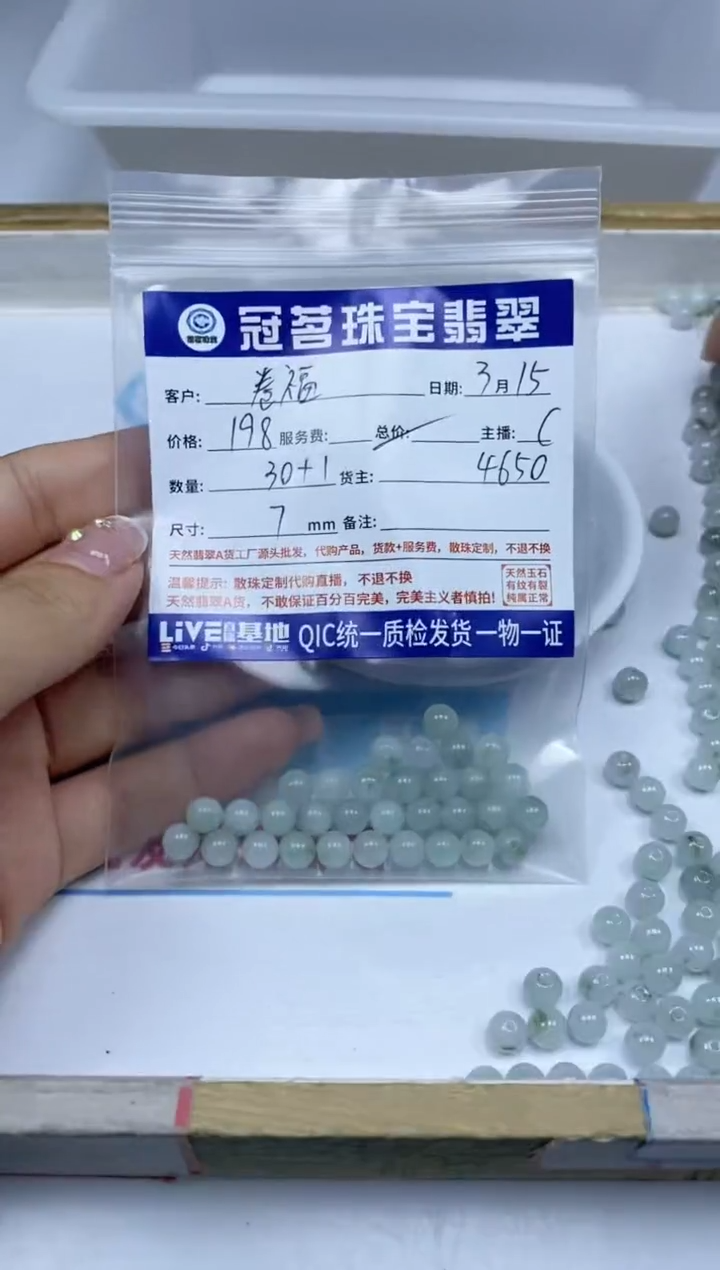 冠茗珠宝翡翠
客户: 卷福 日期: 3月15
价格: 198 服务费: 总价: 主播: C
数量: 30+1 货主: 4650
尺寸: 7 mm 备注:
天然翡翠A货工厂源头批发,代购产品,货款+服务费,散珠定制,不退不换
温馨提示: 散珠定制代购直播,不退不换
天然翡翠A货,不敢保证百分百完美,完美主义者慎拍!
天然玉石
有纹有裂
纯属正常
LiVE 基地 QIC统一质检发货一物一证